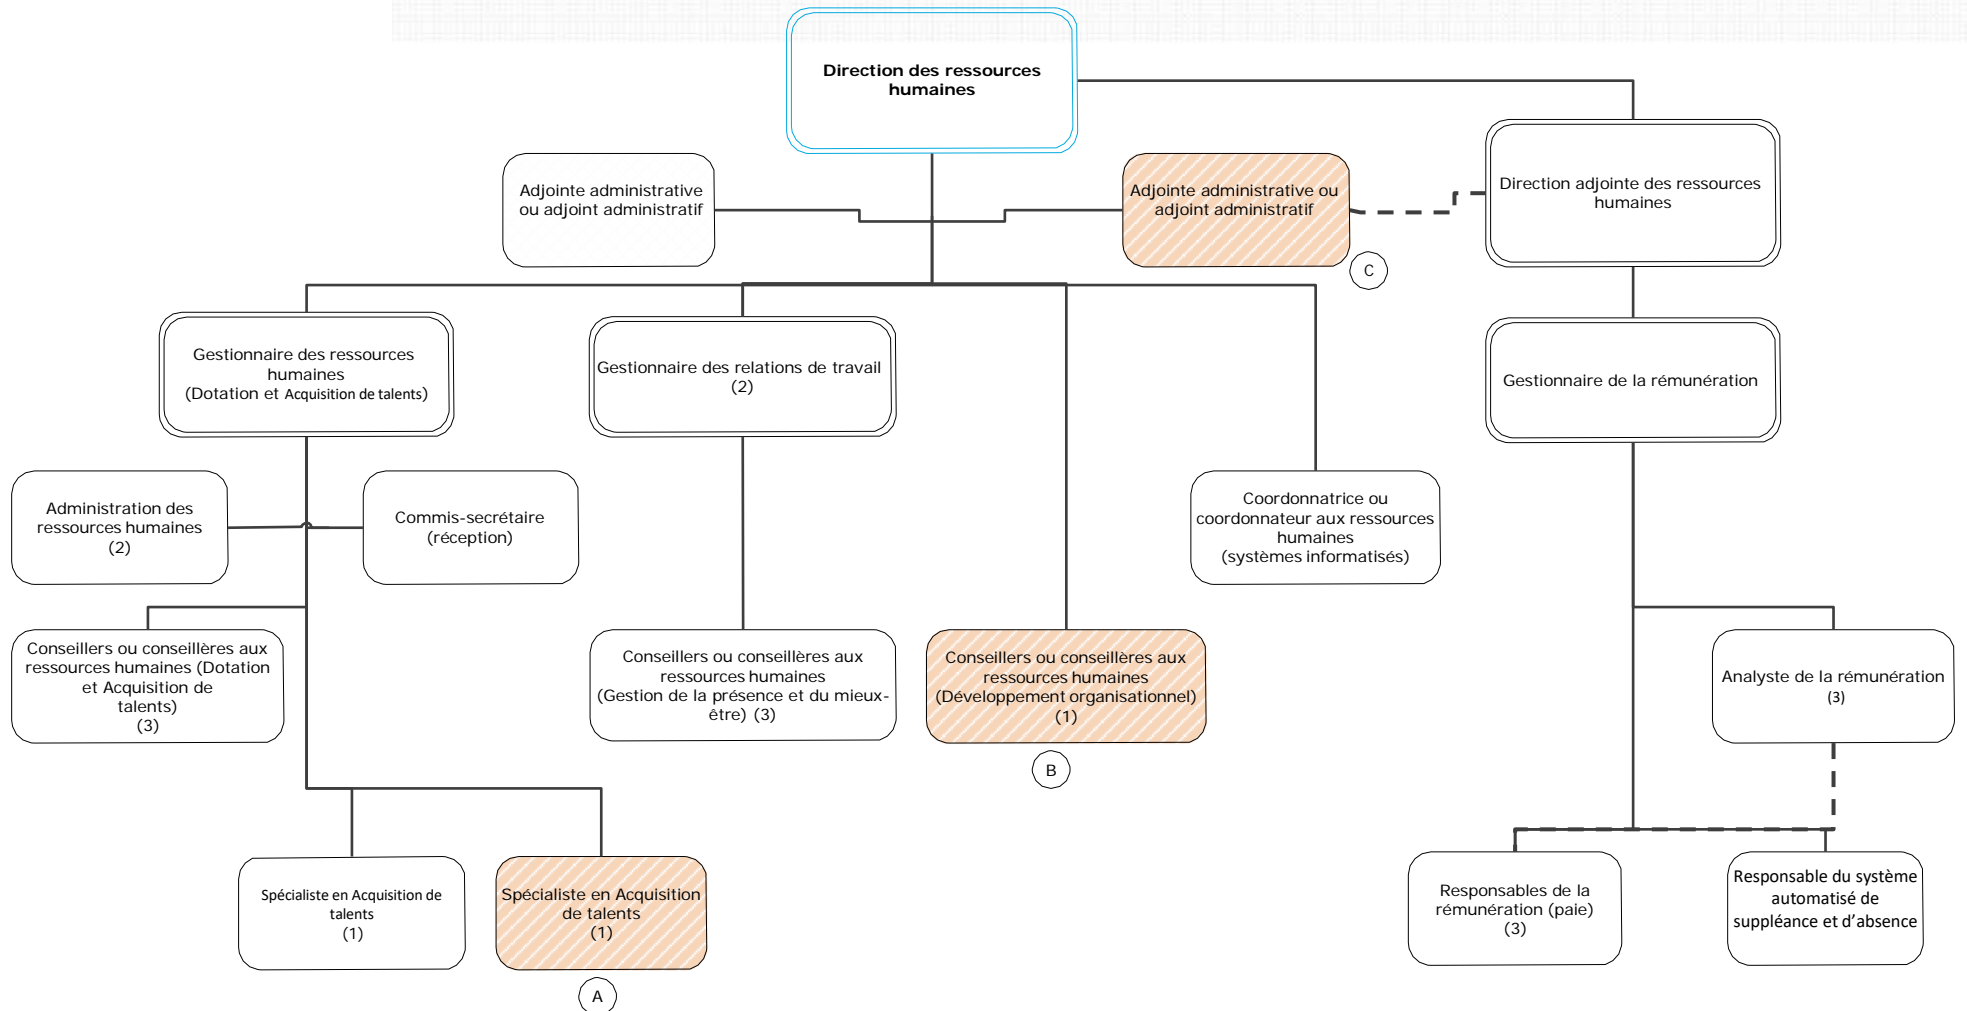 Direction des ressources
humaines
Adjointe administrative
ou adjoint administratif
Adjointe administrative ou
adjoint administratif
C
Direction adjointe des ressources
humaines
Gestionnaire des ressources
humaines
(Dotation et Acquisition de talents)
Gestionnaire des relations de travail
(2)
Gestionnaire de la rémunération
Administration des
ressources humaines
(2)
Commis-secrétaire
(réception)
Coordonnatrice ou
coordonnateur aux ressources
humaines
(systèmes informatisés)
Conseillers ou conseillères aux
ressources humaines (Dotation
et Acquisition de
talents)
(3)
Conseillers ou conseillères aux
ressources humaines
(Gestion de la présence et du mieux-
être) (3)
Conseillers ou conseillères aux
ressources humaines
(Développement organisationnel)
(1)
B
Analyste de la rémunération
(3)
Spécialiste en Acquisition de
talents
(1)
Spécialiste en Acquisition
de talents
(1)
A
Responsables de la
rémunération (paie)
(3)
Responsable du système
automatisé de
suppléance et d’absence